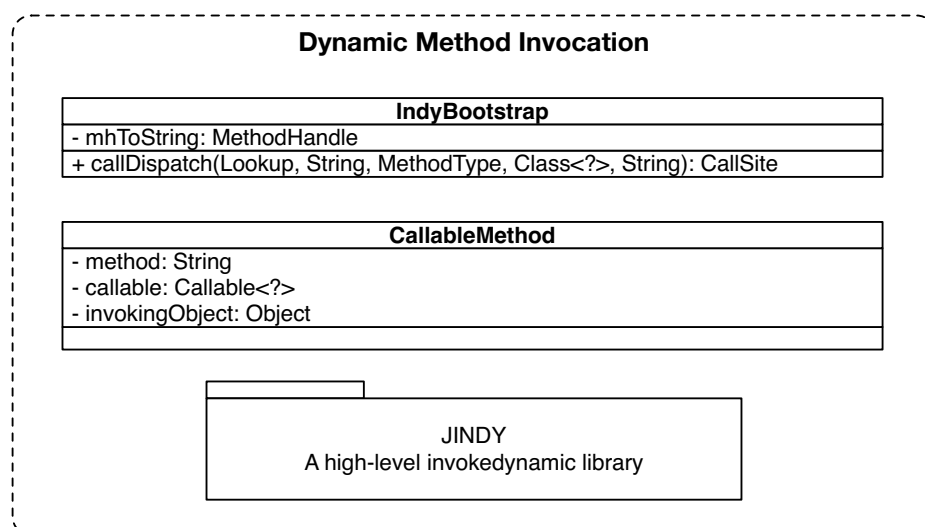 Dynamic Method Invocation
IndyBootstrap
- mhToString: MethodHandle
+ callDispatch(Lookup, String, MethodType, Class<?>, String): CallSite
CallableMethod
- method: String
- callable: Callable<?>
- invokingObject: Object
JINDY
A high-level invokedynamic library